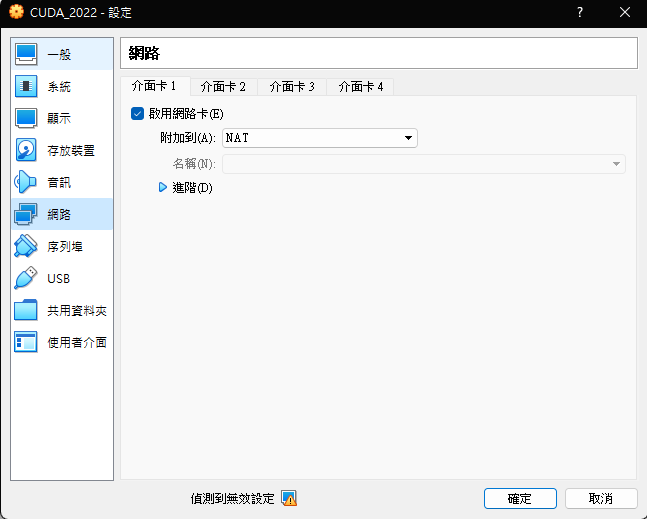 CUDA_2022 - 設定
一般
系統
顯示
存放裝置
音訊
網路
序列埠
USB
共用資料夾
使用者介面
網路
介面卡 1 介面卡 2 介面卡 3 介面卡 4
啟用網路卡(E)
附加到(A): NAT
名稱(N):
進階(D)
偵測到無效設定
確定 取消